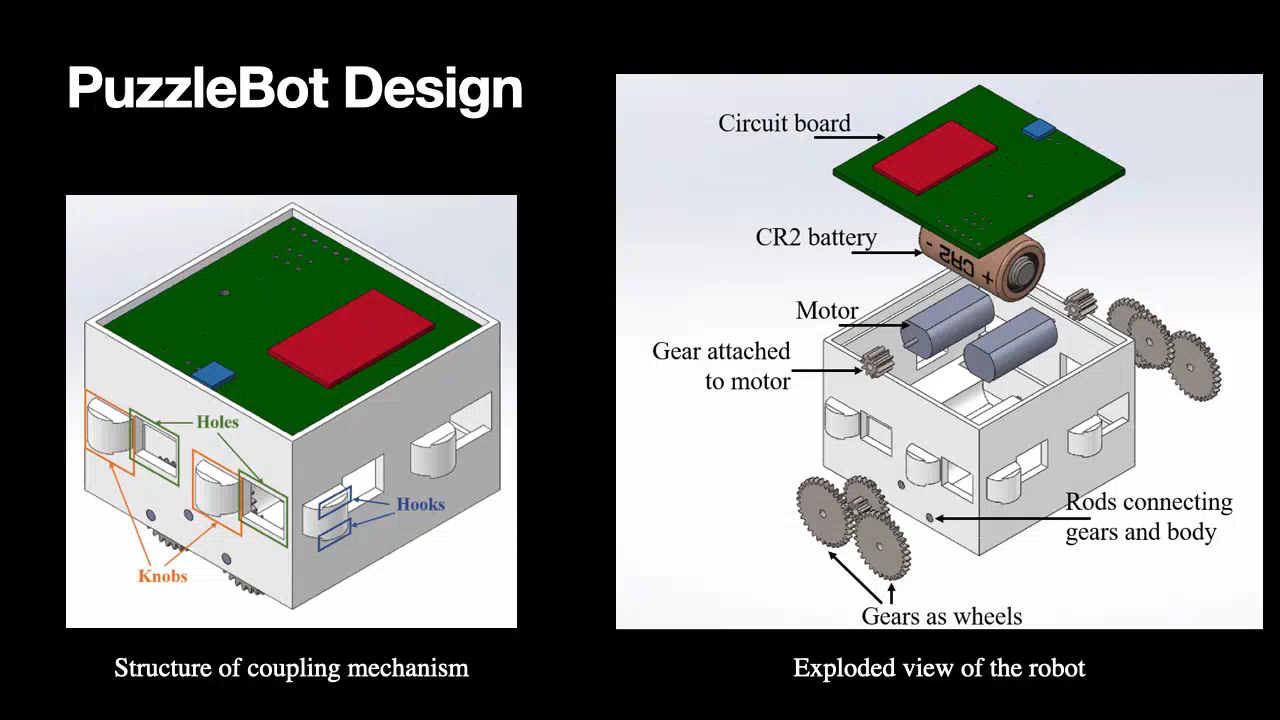 PuzzleBot Design
Holes
Hooks
Knobs
Structure of coupling mechanism
Circuit board
CR2 battery
- CR2 +
Motor
Gear attached
to motor
Rods connecting
gears and body
Gears as wheels
Exploded view of the robot